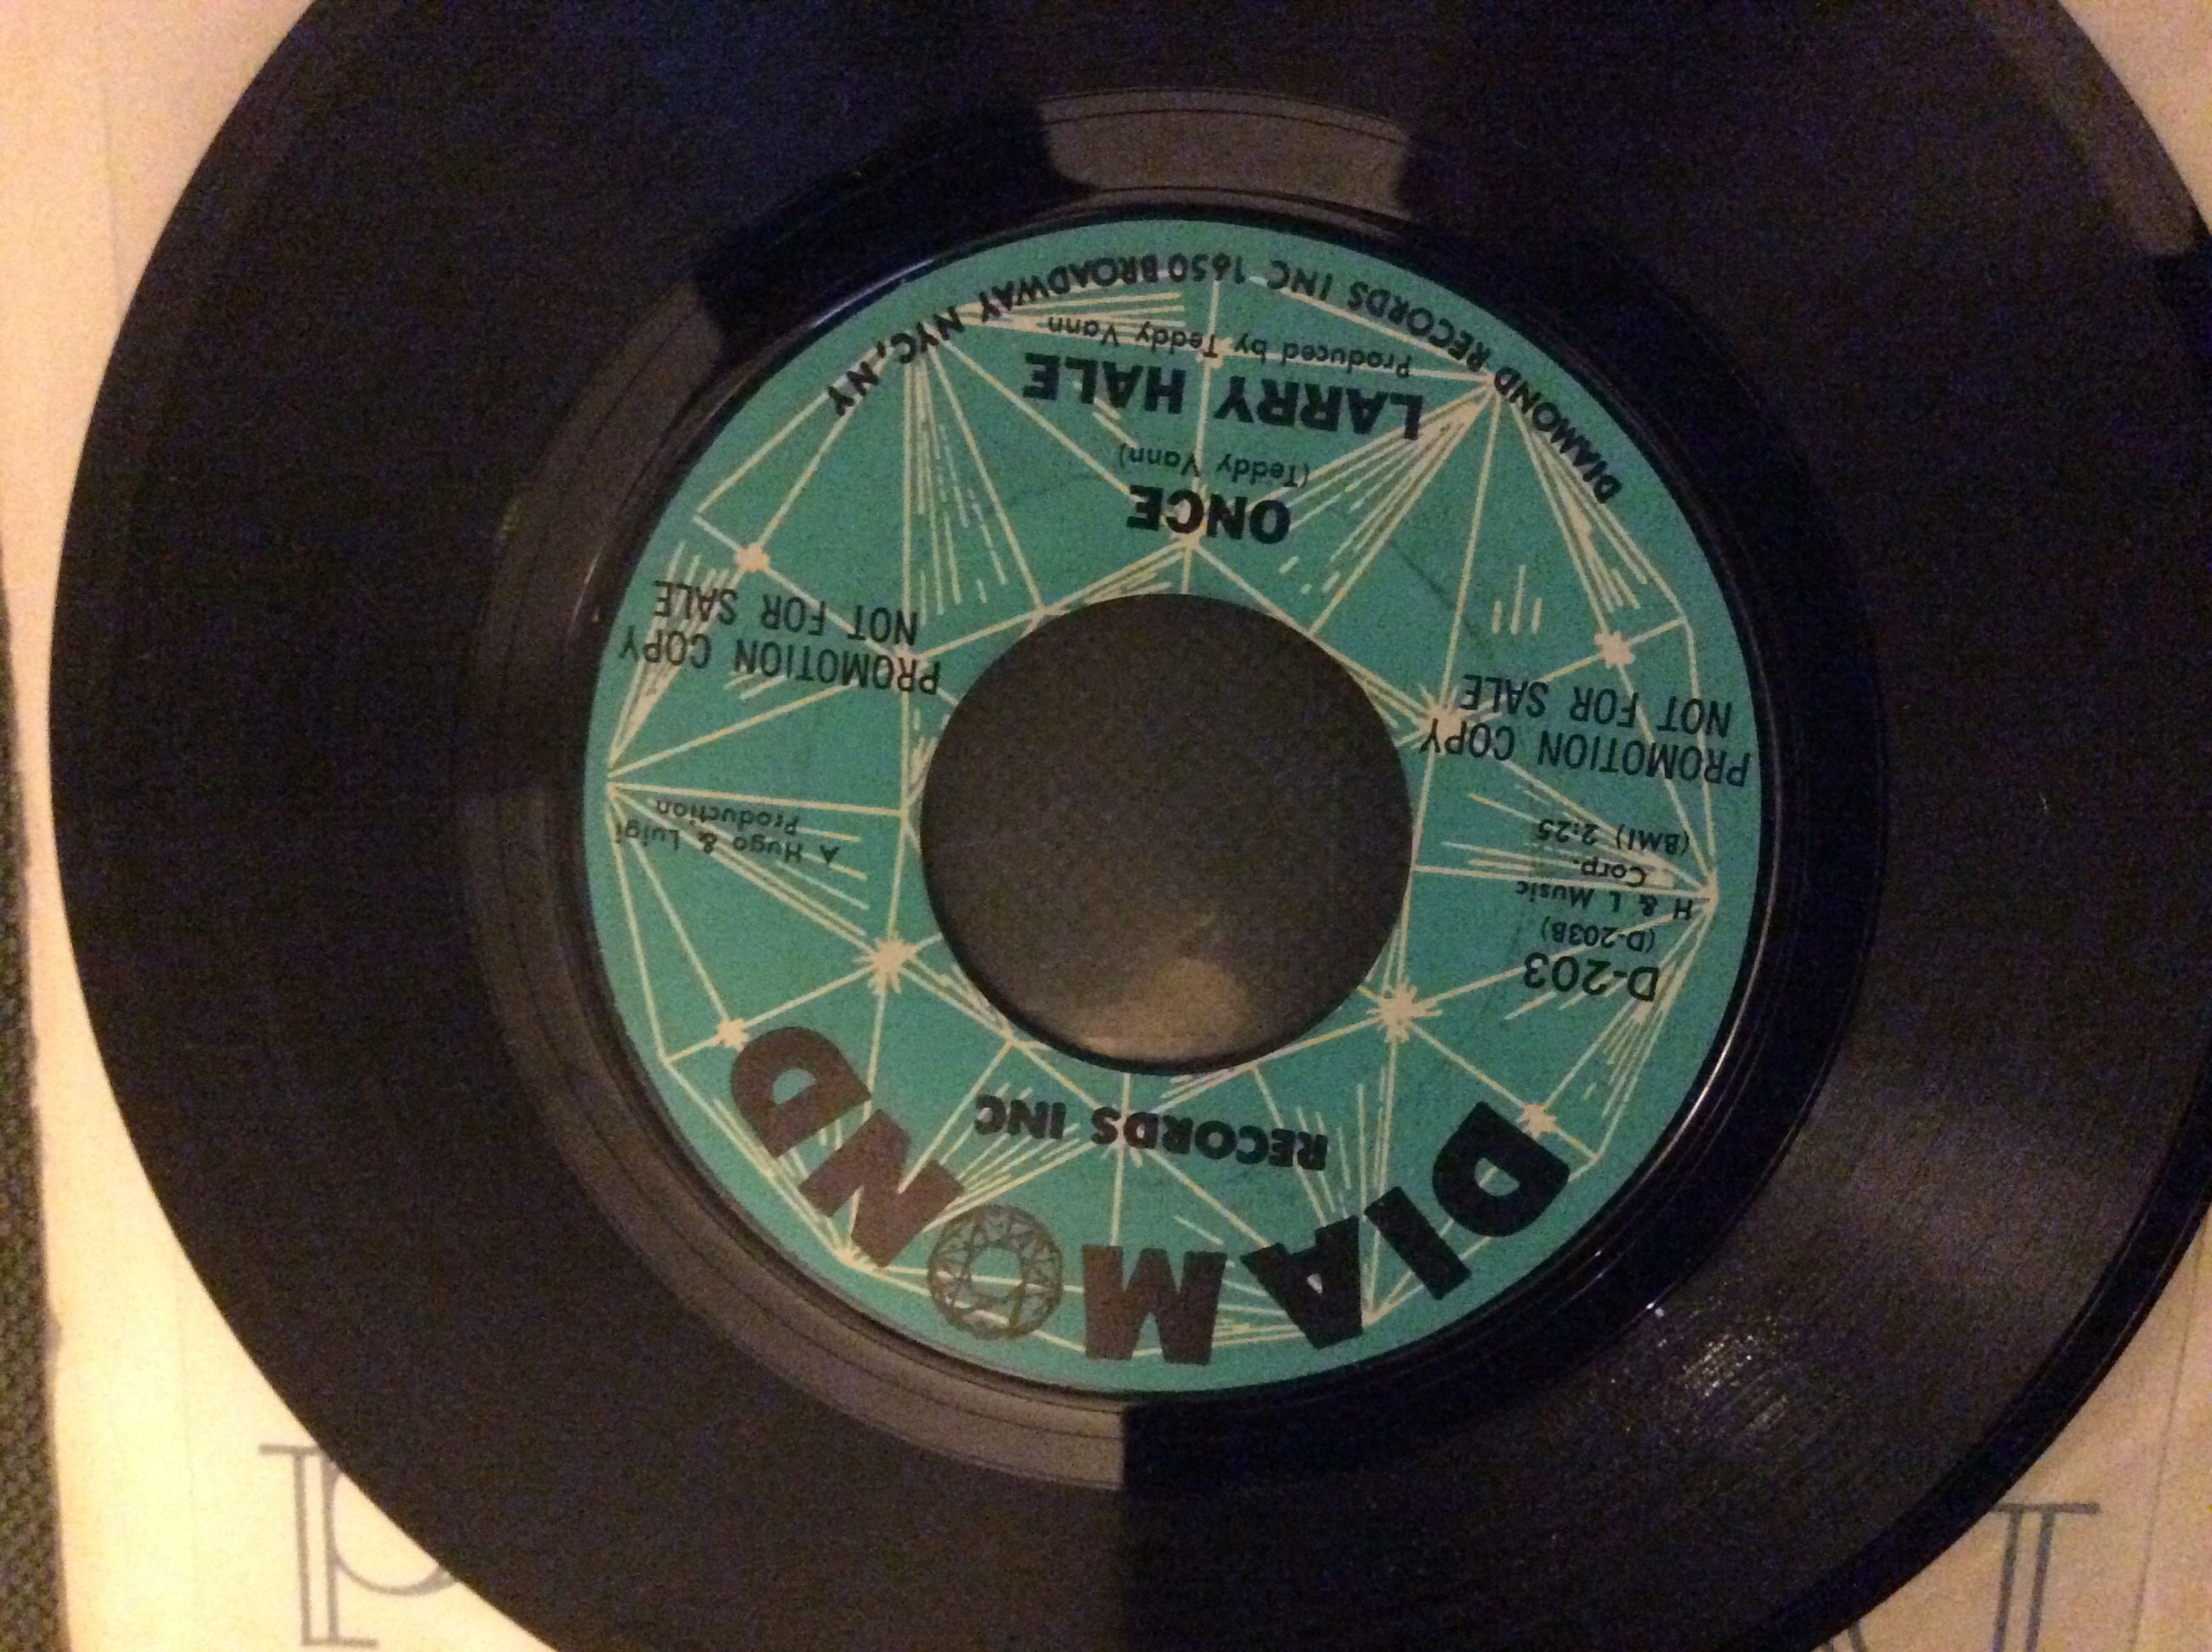 DIAMOND
RECORDS INC
D-203
(D-203B)
H & L Music
Corp.
(BMI) 2:25
A Hugo & Luigi
Production
PROMOTION COPY
NOT FOR SALE
PROMOTION COPY
NOT FOR SALE
ONCE
(Teddy Vann)
LARRY HALE
Produced by Teddy Vann
DIAMOND RECORDS INC 1650 BROADWAY NYC, NY